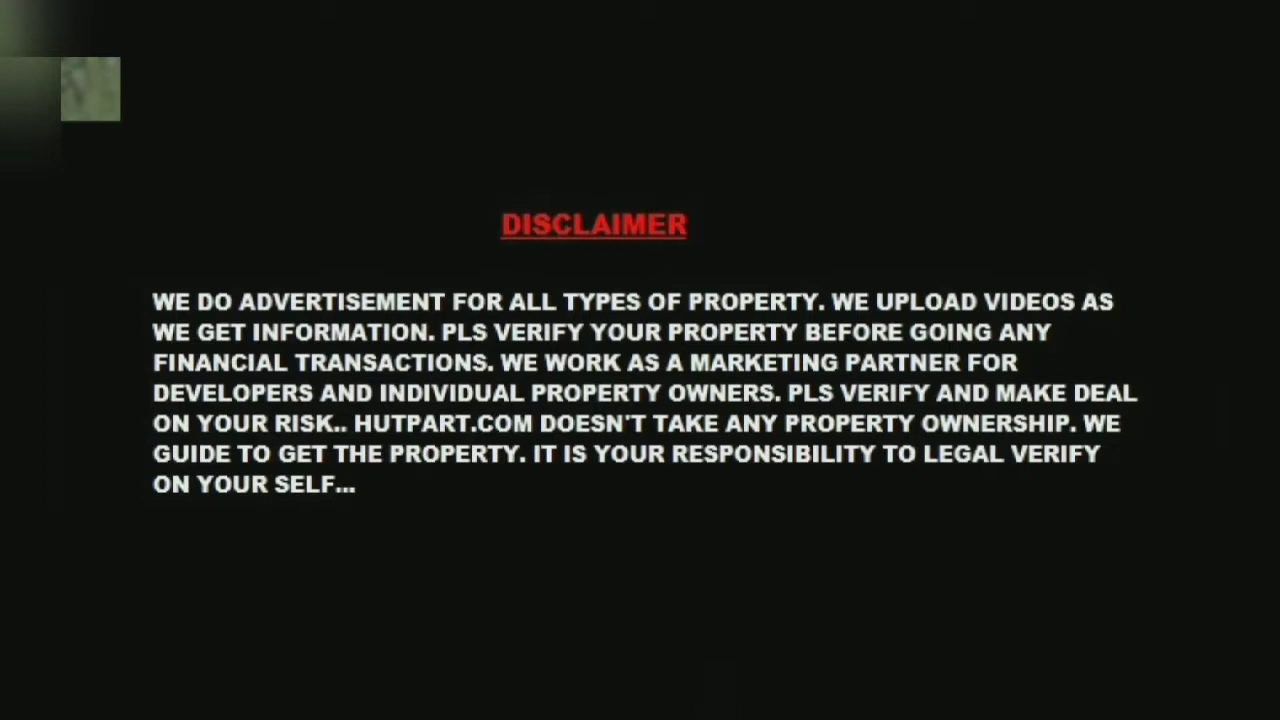 DISCLAIMER
WE DO ADVERTISEMENT FOR ALL TYPES OF PROPERTY. WE UPLOAD VIDEOS AS
WE GET INFORMATION. PLS VERIFY YOUR PROPERTY BEFORE GOING ANY
FINANCIAL TRANSACTIONS. WE WORK AS A MARKETING PARTNER FOR
DEVELOPERS AND INDIVIDUAL PROPERTY OWNERS. PLS VERIFY AND MAKE DEAL
ON YOUR RISK.. HUTPART.COM DOESN'T TAKE ANY PROPERTY OWNERSHIP. WE
GUIDE TO GET THE PROPERTY. IT IS YOUR RESPONSIBILITY TO LEGAL VERIFY
ON YOUR SELF...